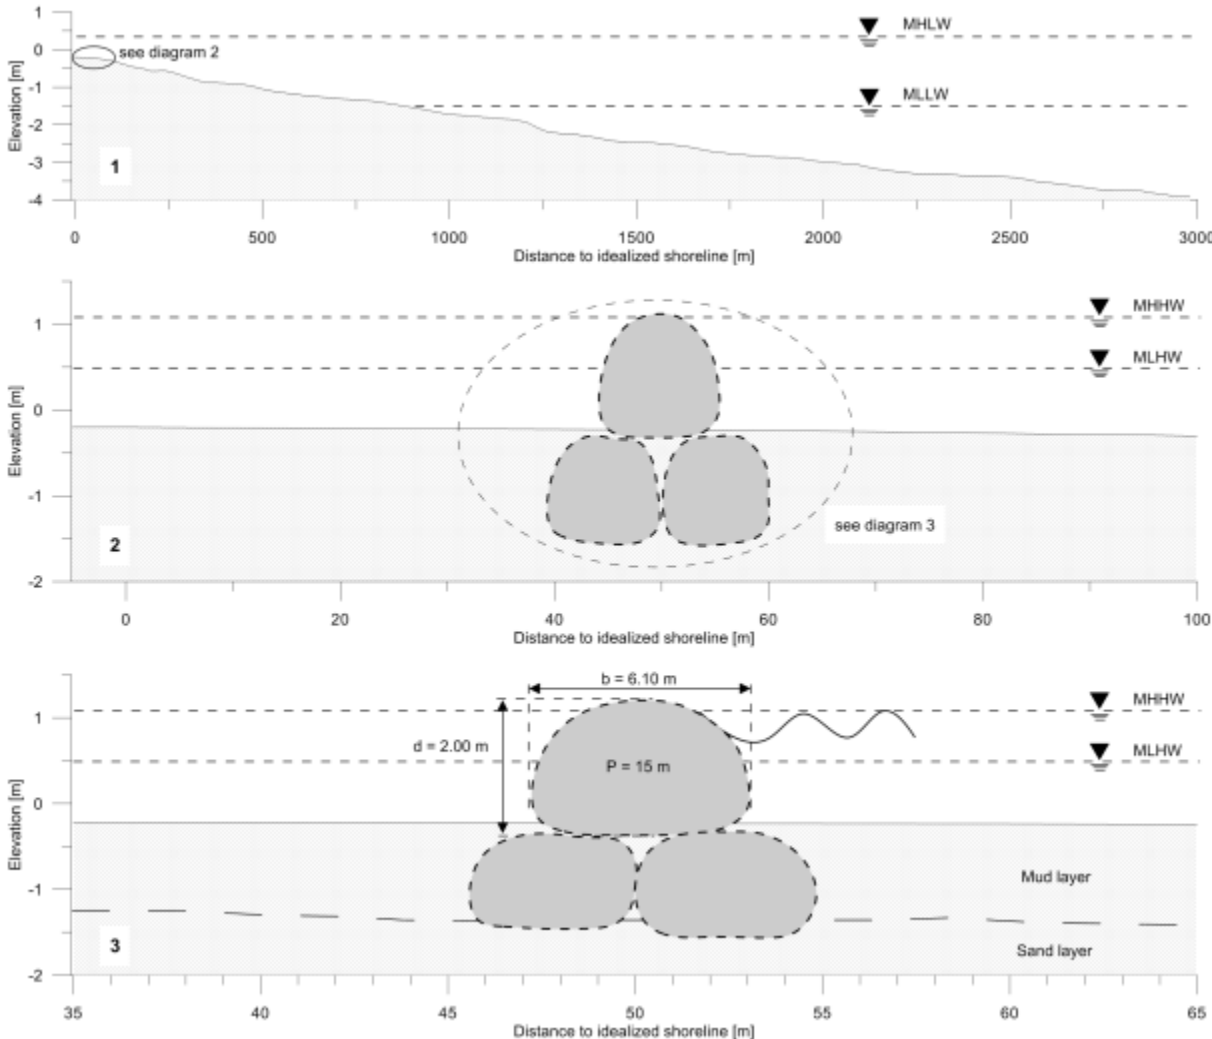 1
MHLW
0
see diagram 2
-1
MLLW
-2
-3
1
-4
Elevation [m]
0 500 1000 1500 2000 2500 3000
Distance to idealized shoreline [m]
MHHW
1
MLHW
0
-1
see diagram 3
2
-2
Elevation [m]
0 20 40 60 80 100
Distance to idealized shoreline [m]
b = 6.10 m
MHHW
1
d = 2.00 m
MLHW
P = 15 m
0
Mud layer
-1
3
Sand layer
-2
Elevation [m]
35 40 45 50 55 60 65
Distance to idealized shoreline [m]